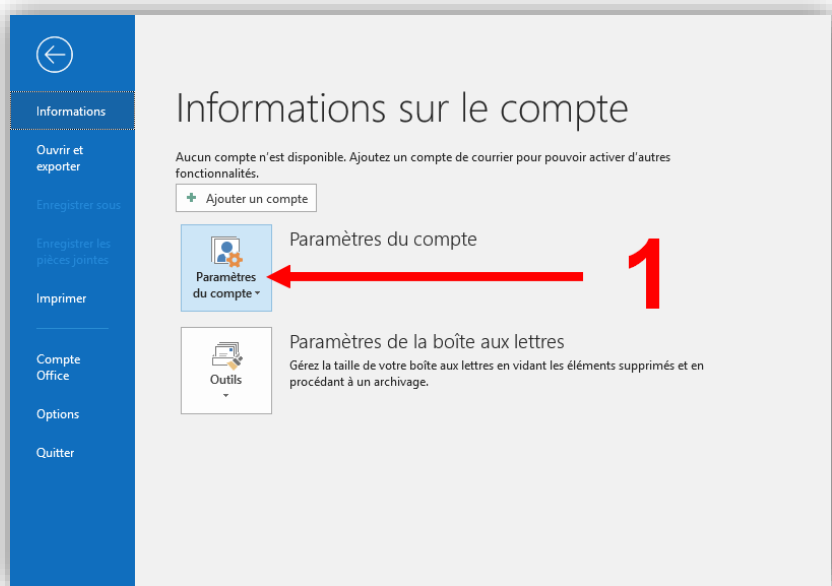 Informations
Ouvrir et
exporter
Enregistrer sous
Enregistrer les
pièces jointes
Imprimer
Compte
Office
Options
Quitter
Informations sur le compte
Aucun compte n'est disponible. Ajoutez un compte de courrier pour pouvoir activer d'autres
fonctionnalités.
Ajouter un compte
Paramètres
du compte
Paramètres du compte
1
Outils
Paramètres de la boîte aux lettres
Gérez la taille de votre boîte aux lettres en vidant les éléments supprimés et en
procédant à un archivage.